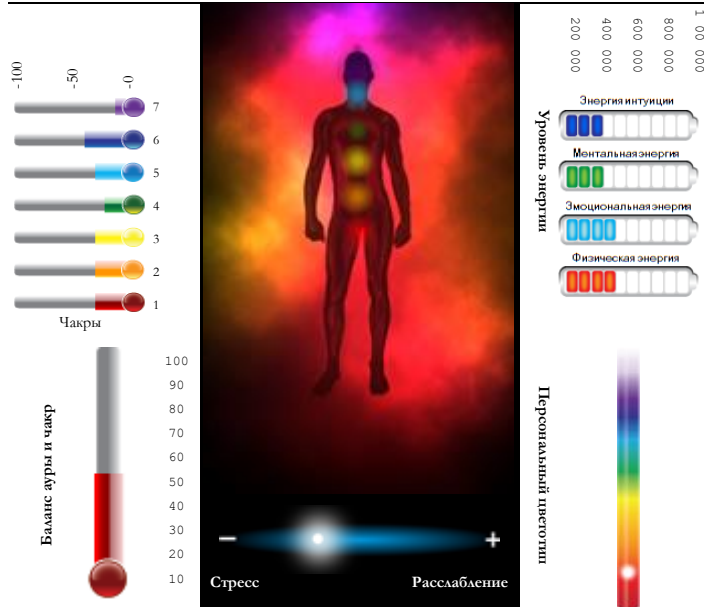 -100
-50
-0
7
6
5
4
3
2
1
Чакры
Баланс ауры и чакр
100
90
80
70
60
50
40
30
20
10
− +
Стресс Расслабление
200 000
400 000
600 000
800 000
1 00 000
Уровень энергии
Энергия интуиции
Ментальная энергия
Эмоциональная энергия
Физическая энергия
Персональный цветотип